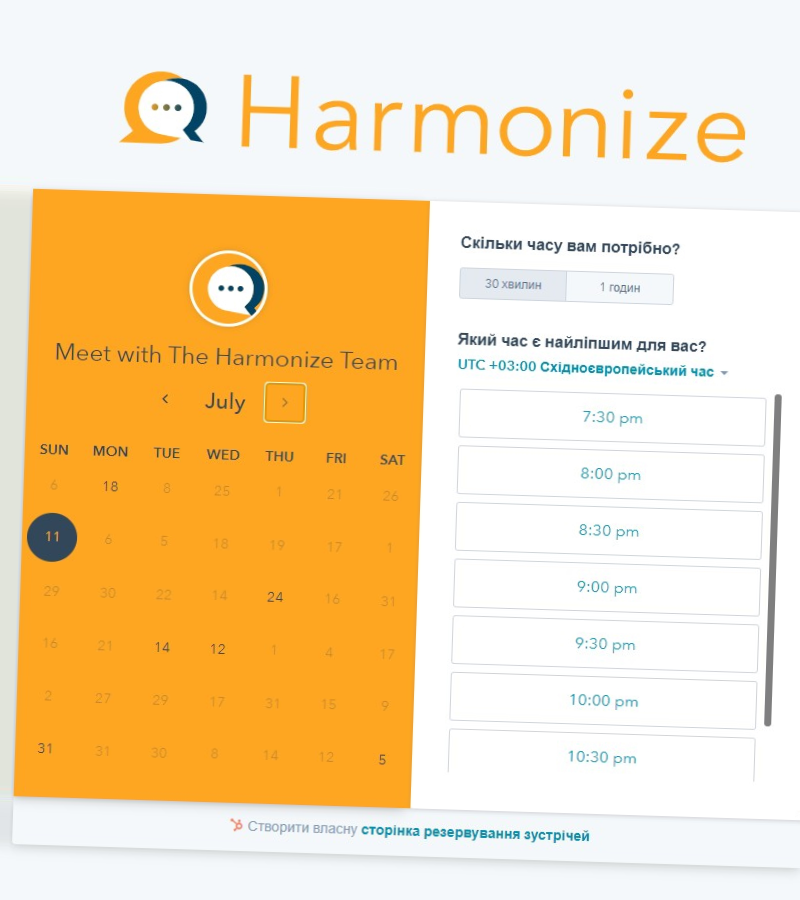 Harmonize
Meet with The Harmonize Team
July
SUN MON TUE WED THU FRI SAT
6 18 8 25 1 21 26
11 6 5 18 19 17 1
29 30 22 14 24 16 31
16 21 14 12 1 4 17
2 27 29 17 31 15 9
31 31 30 8 14 12 5
Скільки часу вам потрібно?
30 хвилин 1 годин
Який час є найліпшим для вас?
UTC +03:00 Східноєвропейський час
7:30 pm
8:00 pm
8:30 pm
9:00 pm
9:30 pm
10:00 pm
10:30 pm
Створити власну сторінка резервування зустрічей